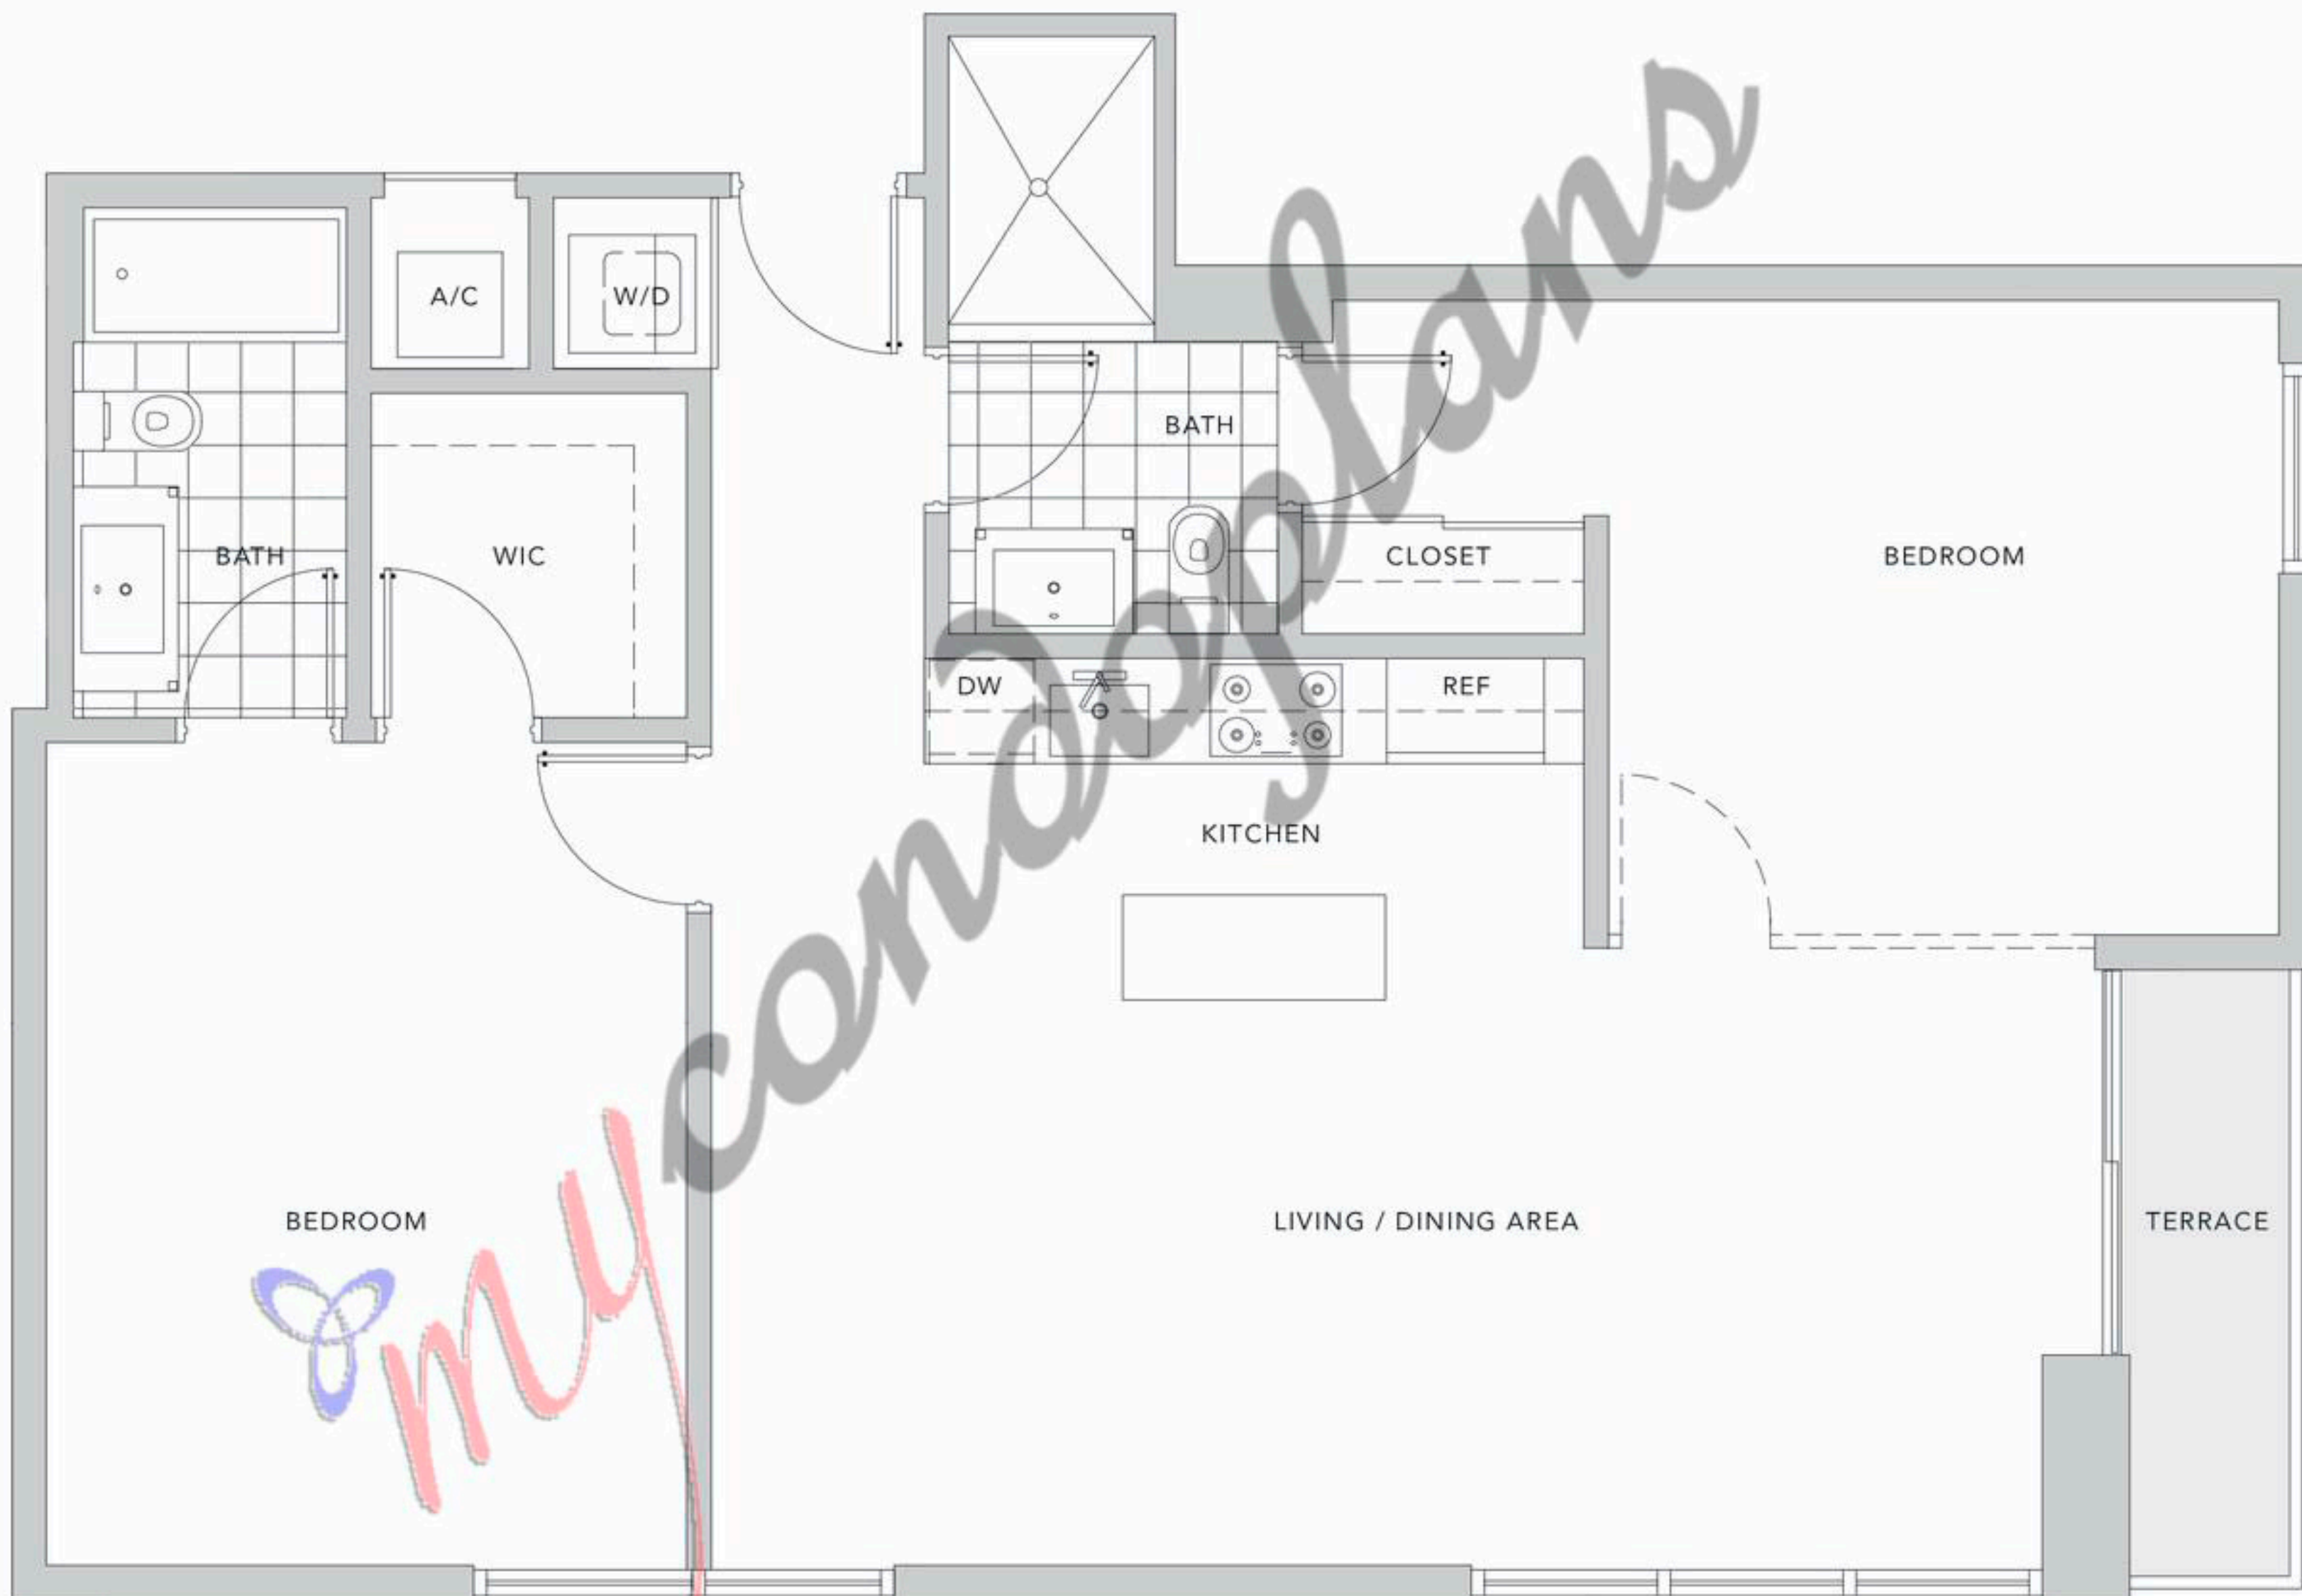 A/C
W/D
BATH
BATH
WIC
CLOSET
BEDROOM
DW
REF
KITCHEN
BEDROOM
LIVING / DINING AREA
TERRACE
mycondoplans